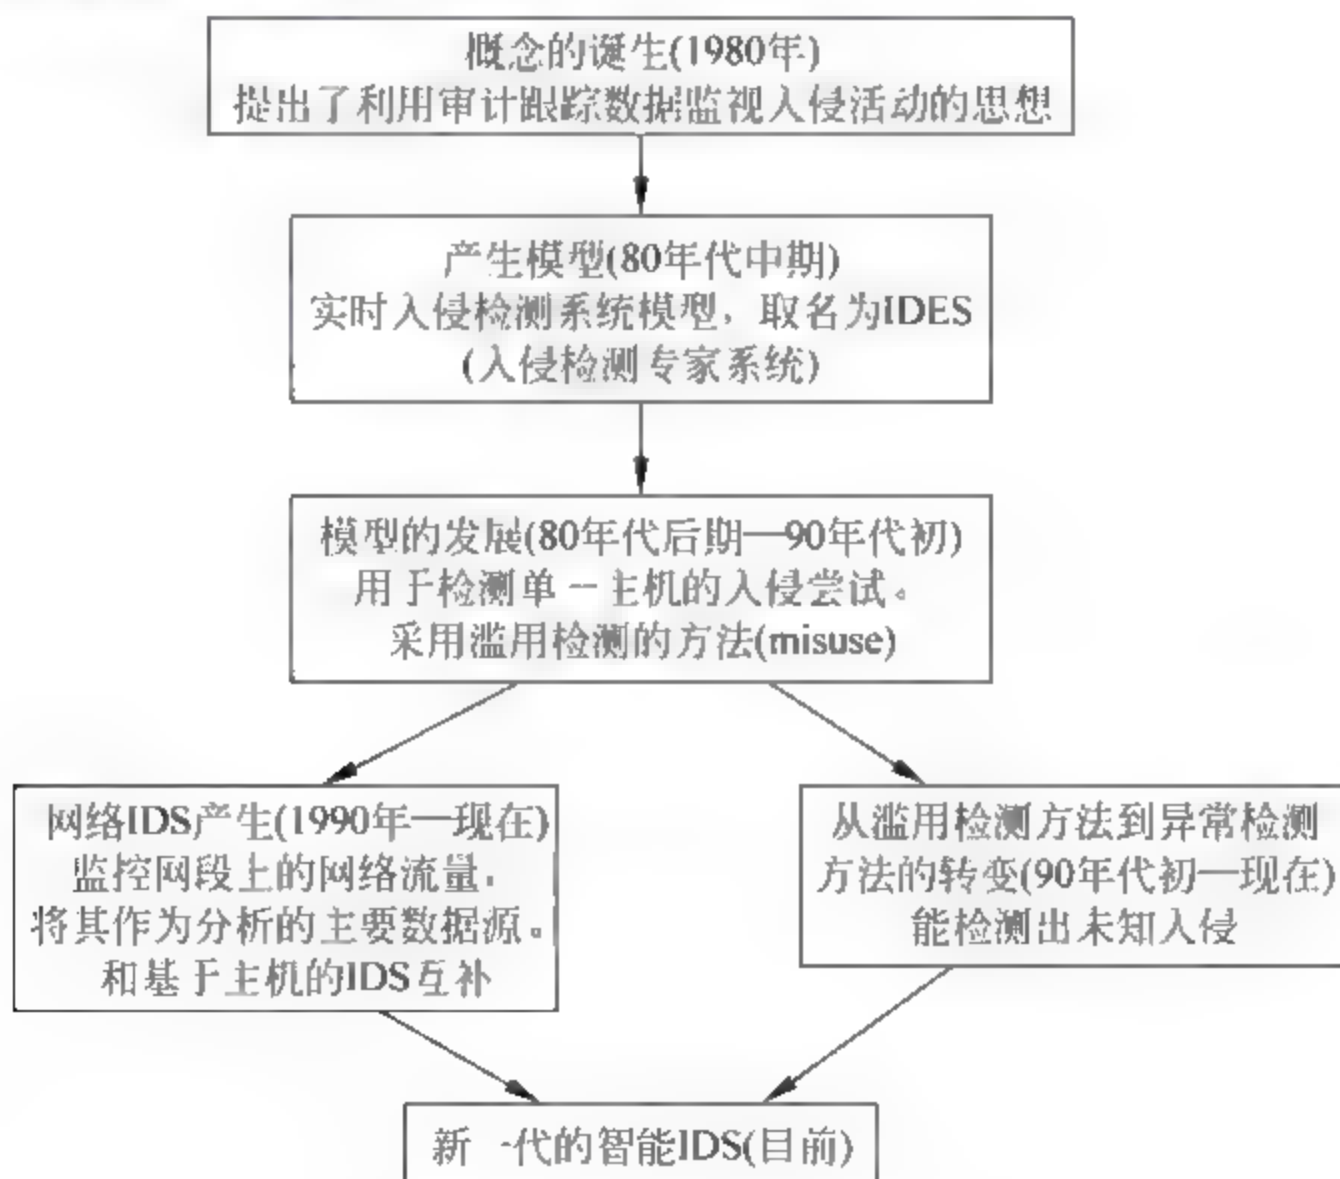 概念的诞生(1980年)
提出了利用审计跟踪数据监视入侵活动的思想
产生模型(80年代中期)
实时入侵检测系统模型，取名为IDES
(入侵检测专家系统)
模型的发展(80年代后期—90年代初)
用于检测单一主机的入侵尝试。
采用滥用检测的方法(misuse)
网络IDS产生(1990年—现在)
监控网段上的网络流量，
将其作为分析的主要数据源。
和基于主机的IDS互补
从滥用检测方法到异常检测
方法的转变(90年代初—现在)
能检测出未知入侵
新一代的智能IDS(目前)